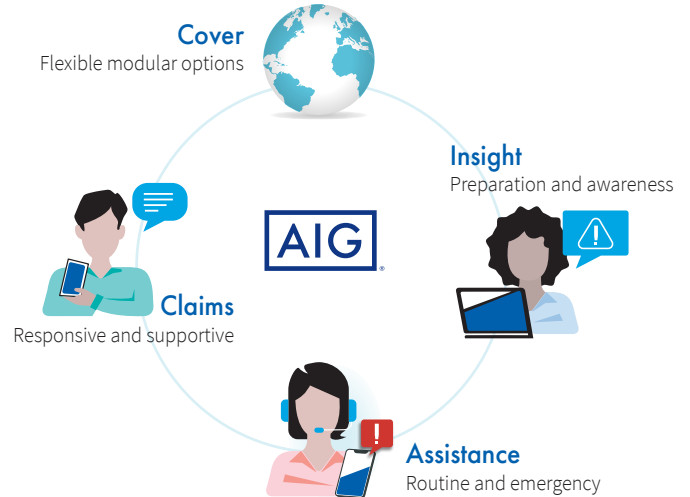 Cover
Flexible modular options
Insight
Preparation and awareness
AIG®
Claims
Responsive and supportive
!
Assistance
Routine and emergency